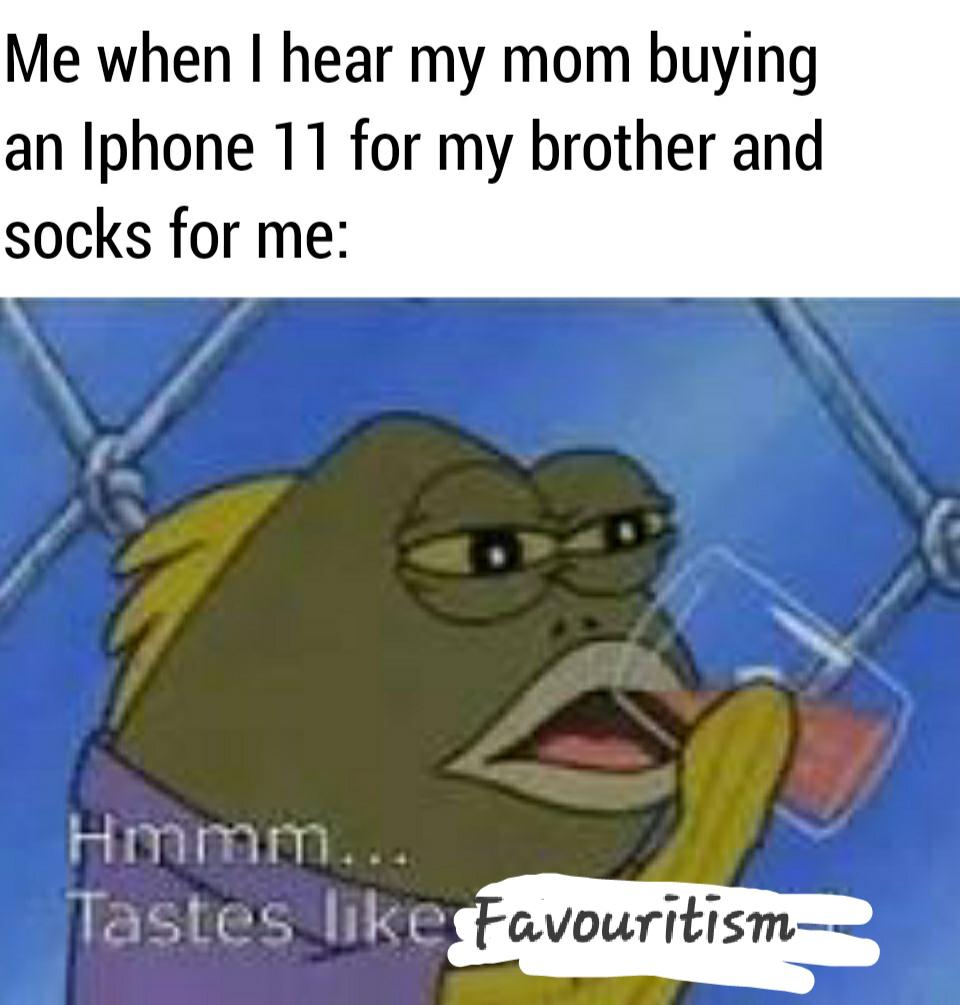 Me when I hear my mom buying
an Iphone 11 for my brother and
socks for me:
Hmmm...
Tastes like Favouritism